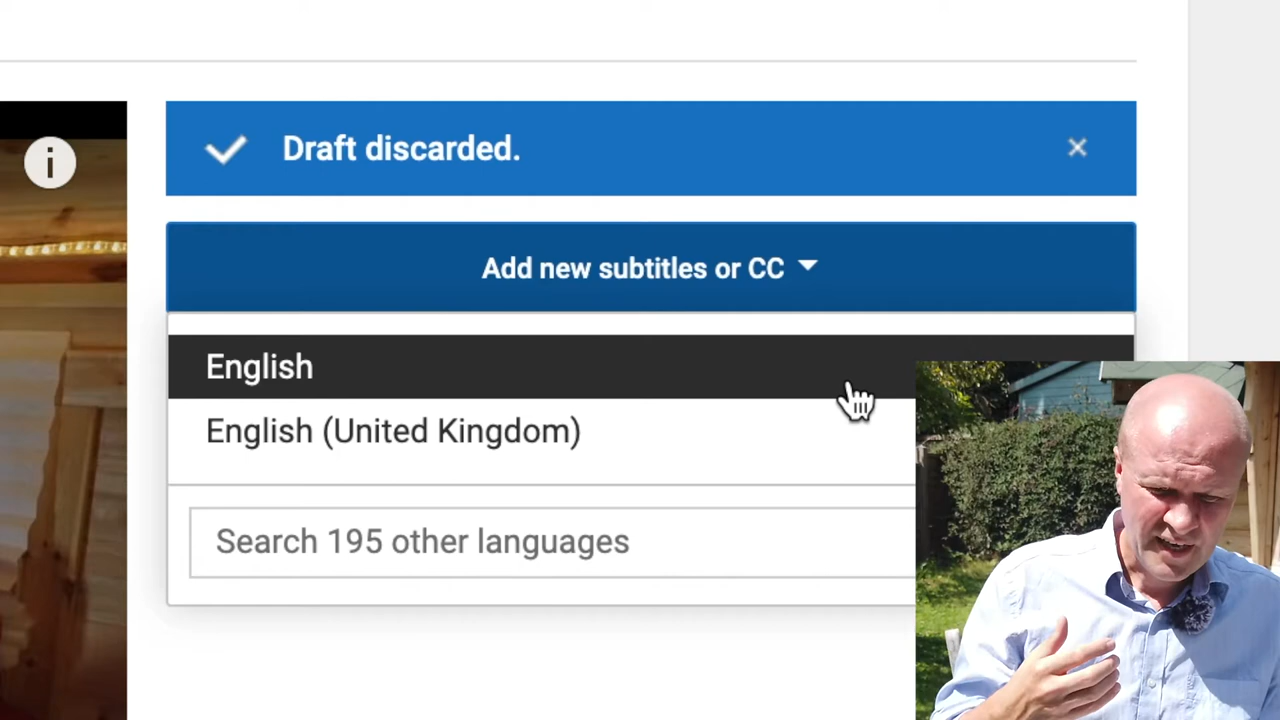 Draft discarded.
Add new subtitles or CC
English
English (United Kingdom)
Search 195 other languages